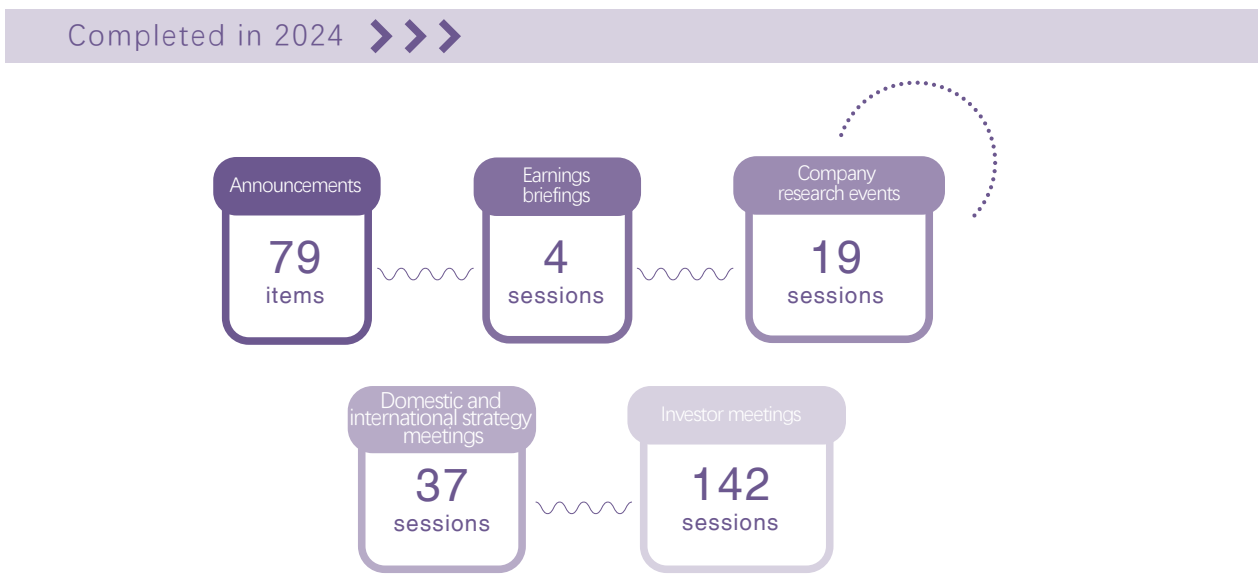 Completed in 2024
Announcements
79
items
Earnings
briefings
4
sessions
Company
research events
19
sessions
Domestic and
international strategy
meetings
37
sessions
Investor meetings
142
sessions